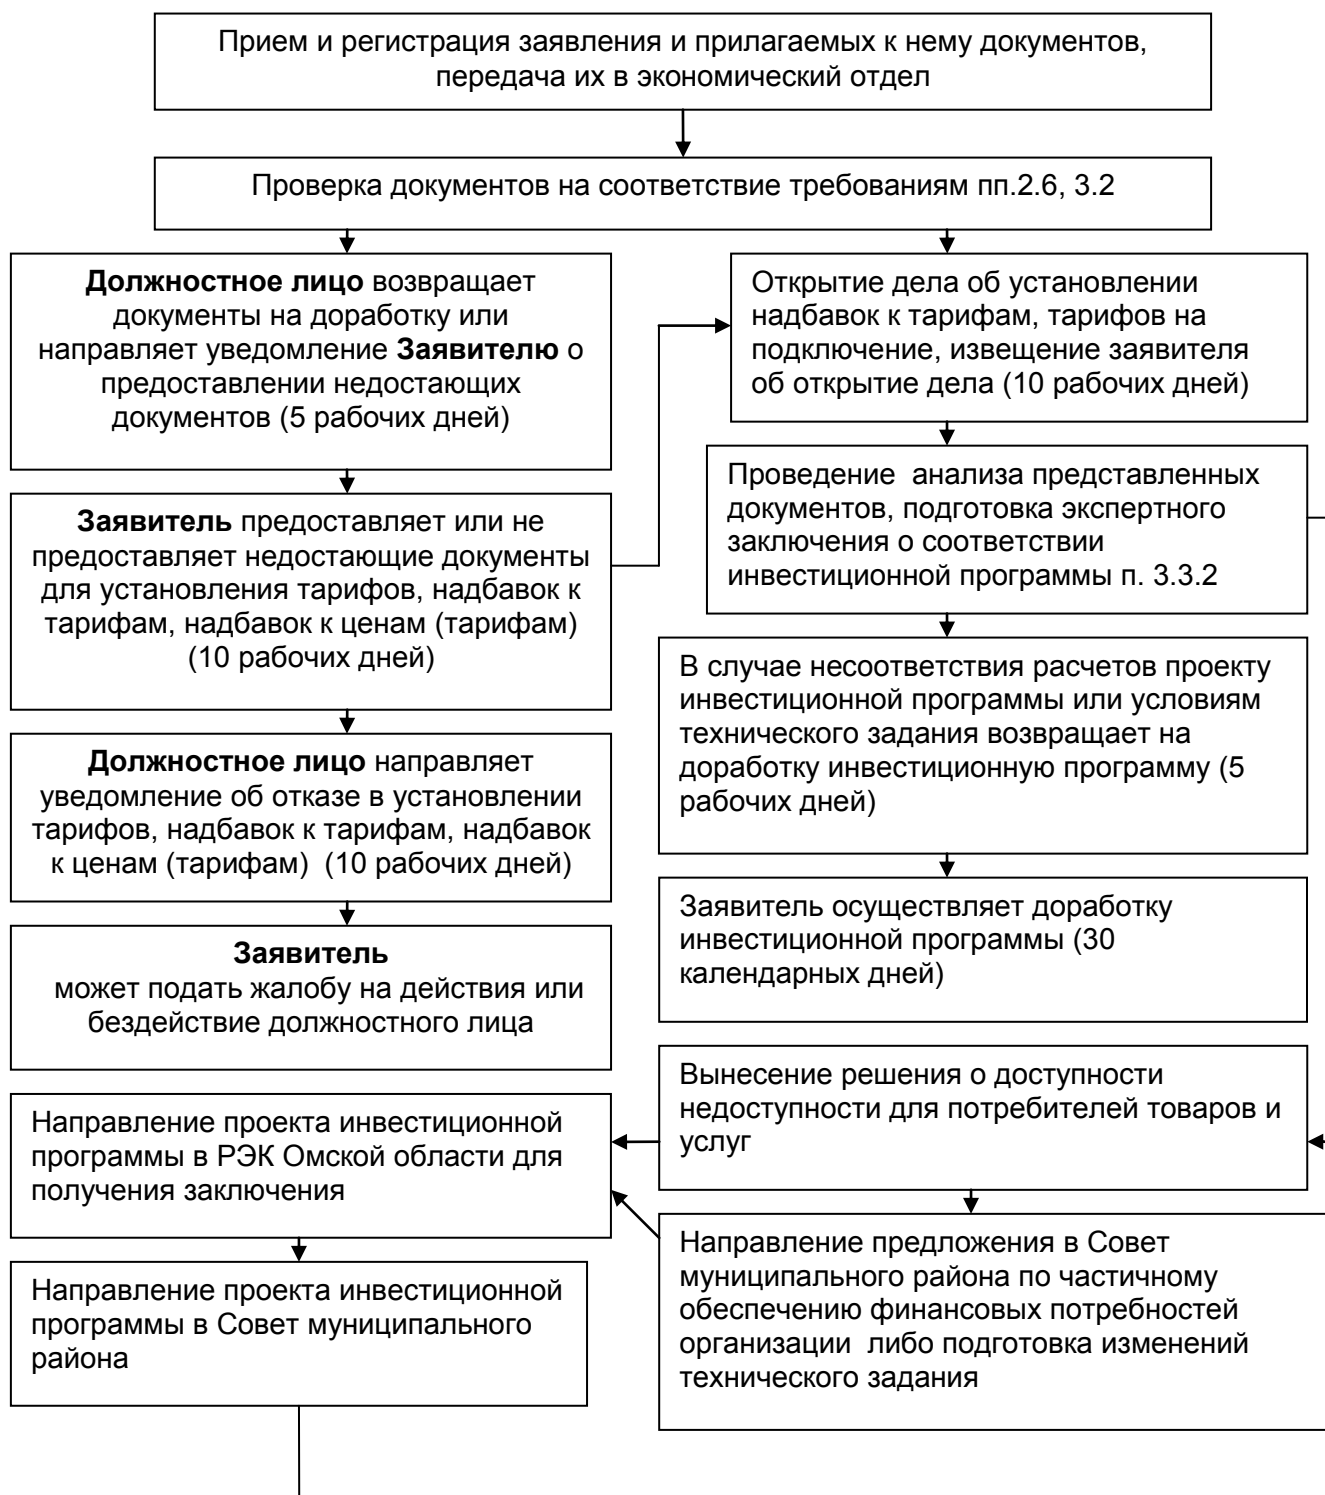 Прием и регистрация заявления и прилагаемых к нему документов,
передача их в экономический отдел
Проверка документов на соответствие требованиям пп.2.6, 3.2
Должностное лицо возвращает
документы на доработку или
направляет уведомление Заявителю о
предоставлении недостающих
документов (5 рабочих дней)
Заявитель предоставляет или не
предоставляет недостающие документы
для установления тарифов, надбавок к
тарифам, надбавок к ценам (тарифам)
(10 рабочих дней)
Должностное лицо направляет
уведомление об отказе в установлении
тарифов, надбавок к тарифам, надбавок
к ценам (тарифам)  (10 рабочих дней)
Заявитель
может подать жалобу на действия или
бездействие должностного лица
Открытие дела об установлении
надбавок к тарифам, тарифов на
подключение, извещение заявителя
об открытие дела (10 рабочих дней)
Проведение  анализа представленных
документов, подготовка экспертного
заключения о соответствии
инвестиционной программы п. 3.3.2
В случае несоответствия расчетов проекту
инвестиционной программы или условиям
технического задания возвращает на
доработку инвестиционную программу (5
рабочих дней)
Заявитель осуществляет доработку
инвестиционной программы (30
календарных дней)
Вынесение решения о доступности
недоступности для потребителей товаров и
услуг
Направление предложения в Совет
муниципального района по частичному
обеспечению финансовых потребностей
организации  либо подготовка изменений
технического задания
Направление проекта инвестиционной
программы в РЭК Омской области для
получения заключения
Направление проекта инвестиционной
программы в Совет муниципального
района